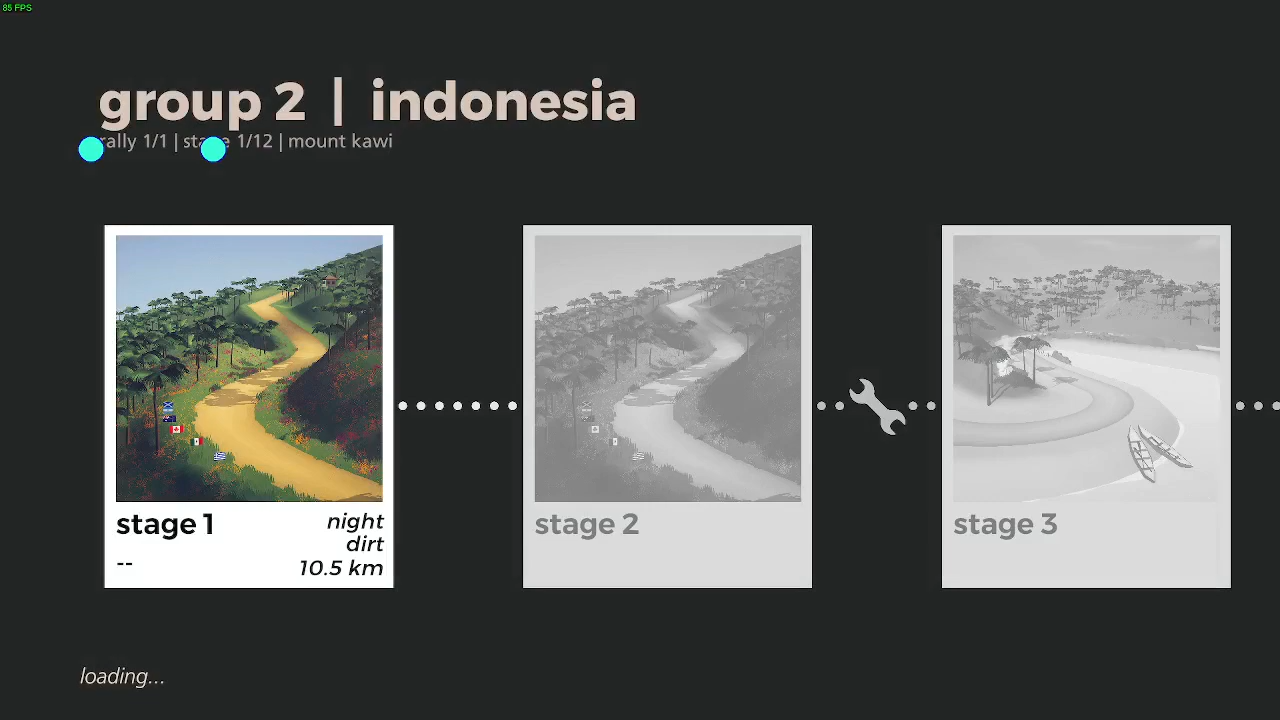 85 FPS
group 2 | indonesia
rally 1/1 | stage 1/12 | mount kawi
stage 1
night
dirt
--
10.5 km
stage 2
stage 3
loading...